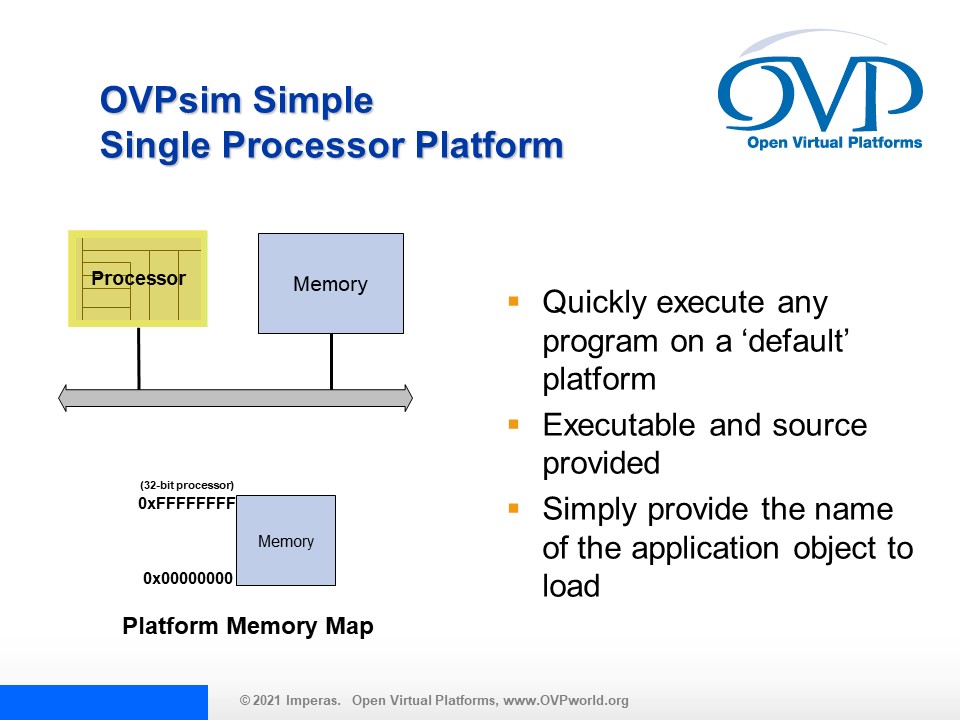 OVPsim Simple
Single Processor Platform
OVP
Open Virtual Platforms
Processor
Memory
(32-bit processor)
0xFFFFFFFF
Memory
0x00000000
Platform Memory Map
Quickly execute any
program on a ‘default’
platform
Executable and source
provided
Simply provide the name
of the application object to
load
© 2021 Imperas. Open Virtual Platforms, www.OVPworld.org